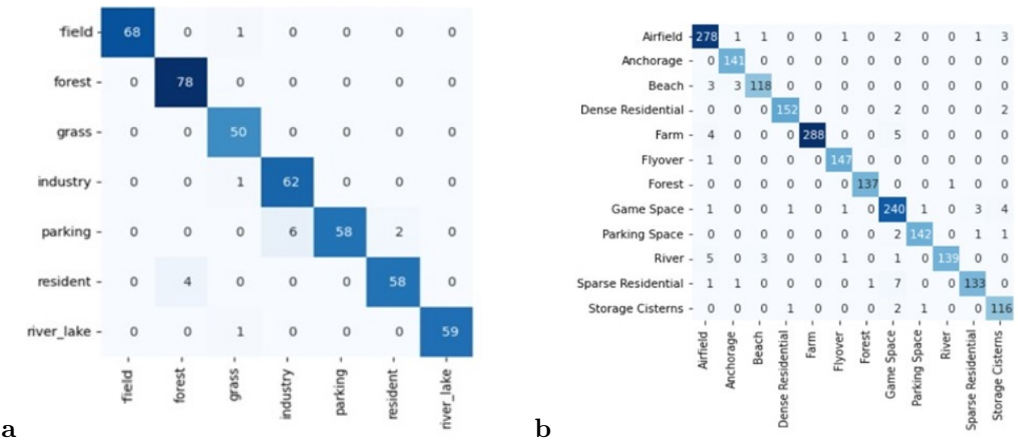 field 68 0 1 0 0 0 0
forest 0 78 0 0 0 0 0
grass 0 0 50 0 0 0 0
industry 0 0 1 62 0 0 0
parking 0 0 0 6 58 2 0
resident 0 4 0 0 0 58 0
river_lake 0 0 1 0 0 0 59
field forest grass industry parking resident river_lake
a
Airfield 278 1 1 0 0 1 0 2 0 0 1 3
Anchorage 0 141 0 0 0 0 0 0 0 0 0 0
Beach 3 3 118 0 0 0 0 0 0 0 0 0
Dense Residential 0 0 0 152 0 0 0 2 0 0 0 2
Farm 4 0 0 0 288 0 0 5 0 0 0 0
Flyover 1 0 0 0 0 147 0 0 0 0 0 0
Forest 0 0 0 0 0 0 137 0 0 1 0 0
Game Space 1 0 0 1 0 1 0 240 1 0 3 4
Parking Space 0 0 0 0 0 0 0 2 142 0 1 1
River 5 0 3 0 0 1 0 1 0 139 0 0
Sparse Residential 1 1 0 0 0 0 1 7 0 0 133 0
Storage Cisterns 0 0 0 1 0 0 0 2 1 0 0 116
Airfield Anchorage Beach Dense Residential Farm Flyover Forest Game Space Parking Space River Sparse Residential Storage Cisterns
b